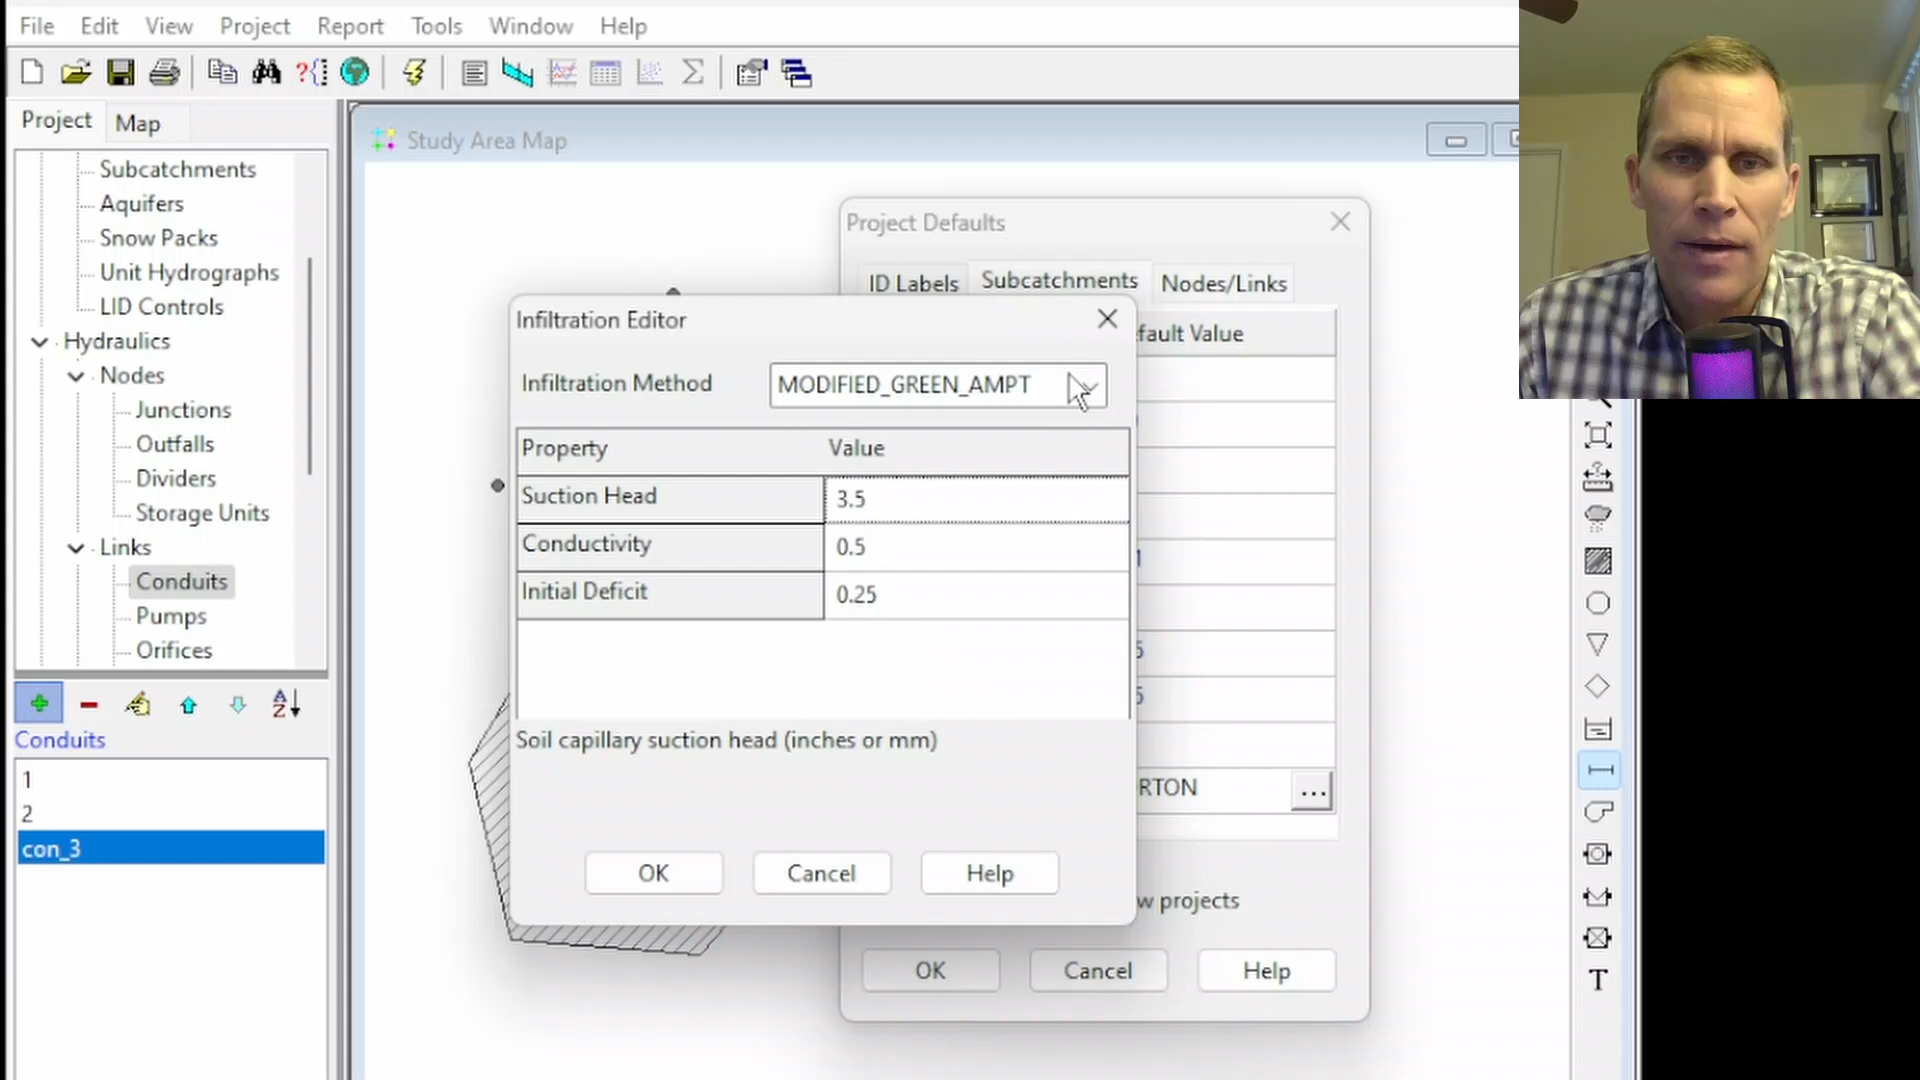 File Edit View Project Report Tools Window Help
Project Map
Study Area Map
Subcatchments
Aquifers
Snow Packs
Unit Hydrographs
LID Controls
Hydraulics
Nodes
Junctions
Outfalls
Dividers
Storage Units
Links
Conduits
Pumps
Orifices
Conduits
1
2
con_3
Project Defaults
ID Labels Subcatchments Nodes/Links
fault Value
RTON ...
w projects
OK Cancel Help
Infiltration Editor
Infiltration Method MODIFIED_GREEN_AMPT
Property Value
Suction Head 3.5
Conductivity 0.5
Initial Deficit 0.25
Soil capillary suction head (inches or mm)
OK Cancel Help
T